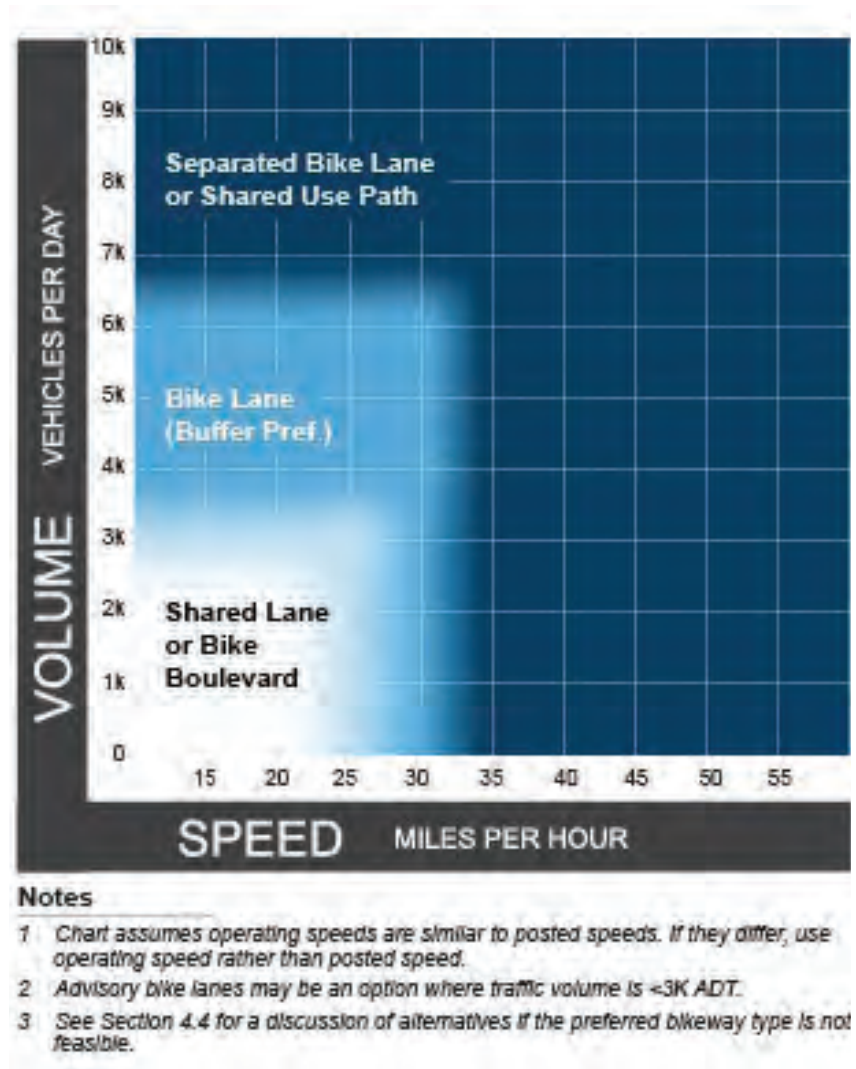 VOLUME VEHICLES PER DAY
10k
9k
8k
7k
6k
5k
4k
3k
2k
1k
0
Separated Bike Lane
or Shared Use Path
Bike Lane
(Buffer Pref.)
Shared Lane
or Bike
Boulevard
15 20 25 30 35 40 45 50 55
SPEED MILES PER HOUR
Notes
1 Chart assumes operating speeds are similar to posted speeds. If they differ, use
operating speed rather than posted speed.
2 Advisory bike lanes may be an option where traffic volume is <3K ADT.
3 See Section 4.4 for a discussion of alternatives if the preferred bikeway type is not
feasible.